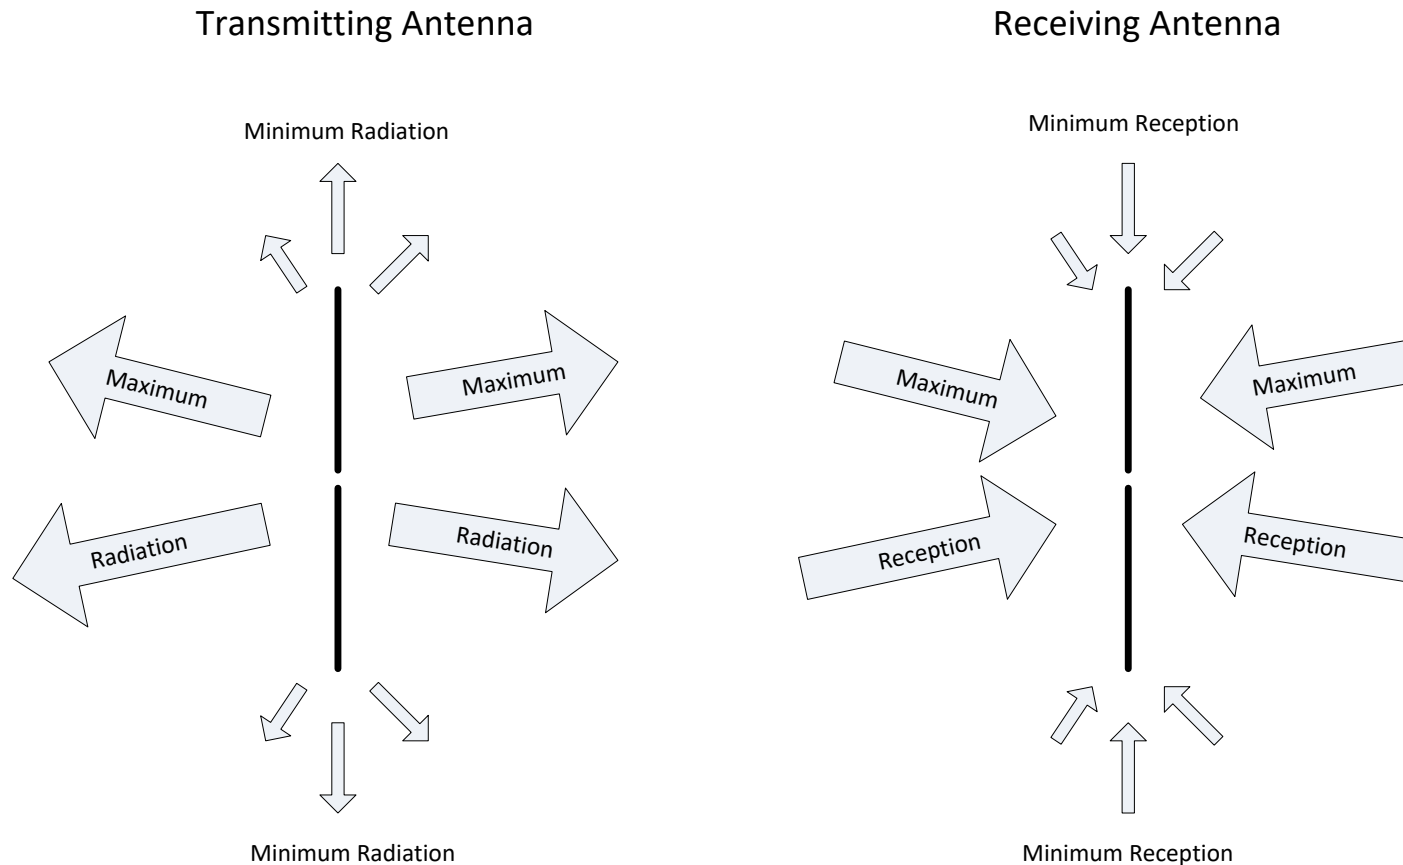 Transmitting Antenna
Receiving Antenna
Minimum Radiation
Minimum Reception
Maximum
Maximum
Maximum
Maximum
Radiation
Radiation
Reception
Reception
Minimum Radiation
Minimum Reception